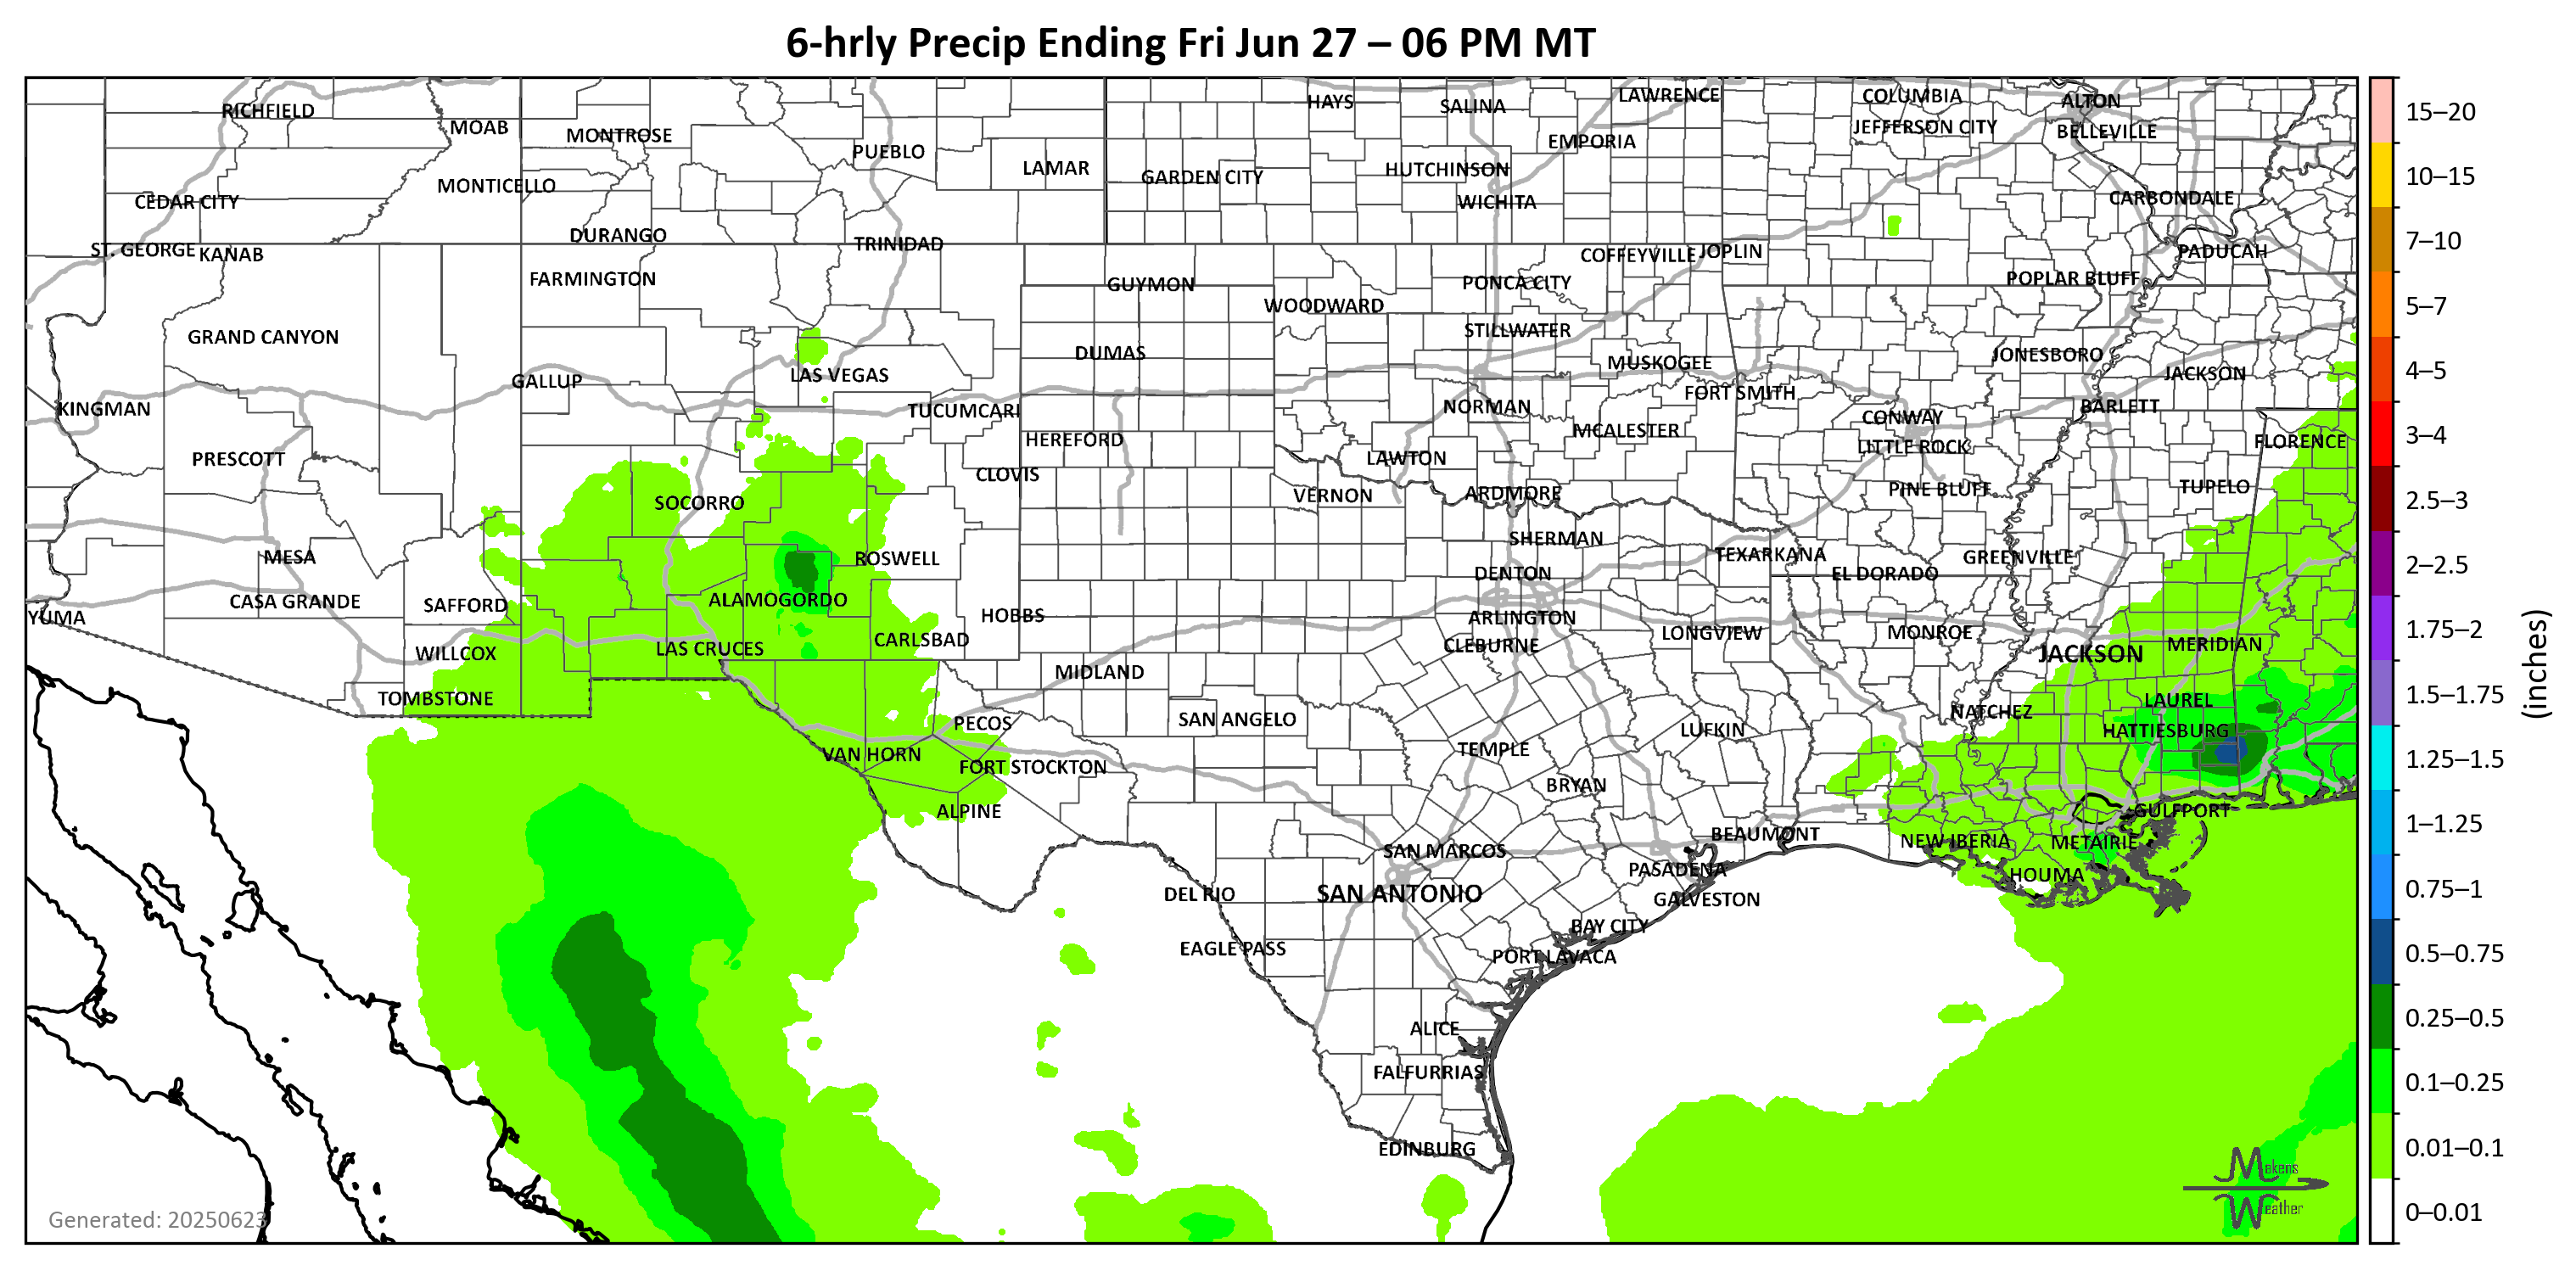 6-hrly Precip Ending Fri Jun 27 – 06 PM MT
RICHFIELD
MOAB
MONTROSE
PUEBLO
LAMAR
HAYS
SALINA
LAWRENCE
COLUMBIA
ALTON
JEFFERSON CITY
BELLEVILLE
EMPORIA
HUTCHINSON
GARDEN CITY
WICHITA
MONTICELLO
CEDAR CITY
CARBONDALE
DURANGO
TRINIDAD
ST. GEORGE
KANAB
FARMINGTON
GUYMON
COFFEYVILLE
JOPLIN
PADUCAH
POPLAR BLUFF
PONCA CITY
WOODWARD
STILLWATER
GRAND CANYON
DUMAS
MUSKOGEE
JONESBORO
JACKSON
GALLUP
LAS VEGAS
FORT SMITH
KINGMAN
TUCUMCARI
NORMAN
CONWAY
BARLETT
HEREFORD
MCALESTER
LITTLE ROCK
FLORENCE
PRESCOTT
CLOVIS
LAWTON
SOCORRO
VERNON
ARDMORE
PINE BLUFF
TUPELO
MESA
ROSWELL
SHERMAN
TEXARKANA
GREENVILLE
DENTON
EL DORADO
CASA GRANDE
SAFFORD
ALAMOGORDO
HOBBS
YUMA
ARLINGTON
CARLSBAD
CLEBURNE
LONGVIEW
MONROE
MERIDIAN
WILLCOX
LAS CRUCES
JACKSON
MIDLAND
TOMBSTONE
LAUREL
PECOS
SAN ANGELO
NATCHEZ
HATTIESBURG
LUFKIN
TEMPLE
VAN HORN
FORT STOCKTON
BRYAN
ALPINE
GULFPORT
BEAUMONT
NEW IBERIA
METAIRIE
SAN MARCOS
PASADENA
HOUMA
DEL RIO
SAN ANTONIO
GALVESTON
BAY CITY
EAGLE PASS
PORT LAVACA
ALICE
FALFURRIAS
EDINBURG
Makens
Weather
Generated: 20250623
15–20
10–15
7–10
5–7
4–5
3–4
2.5–3
2–2.5
1.75–2
1.5–1.75
1.25–1.5
1–1.25
0.75–1
0.5–0.75
0.25–0.5
0.1–0.25
0.01–0.1
0–0.01
(inches)